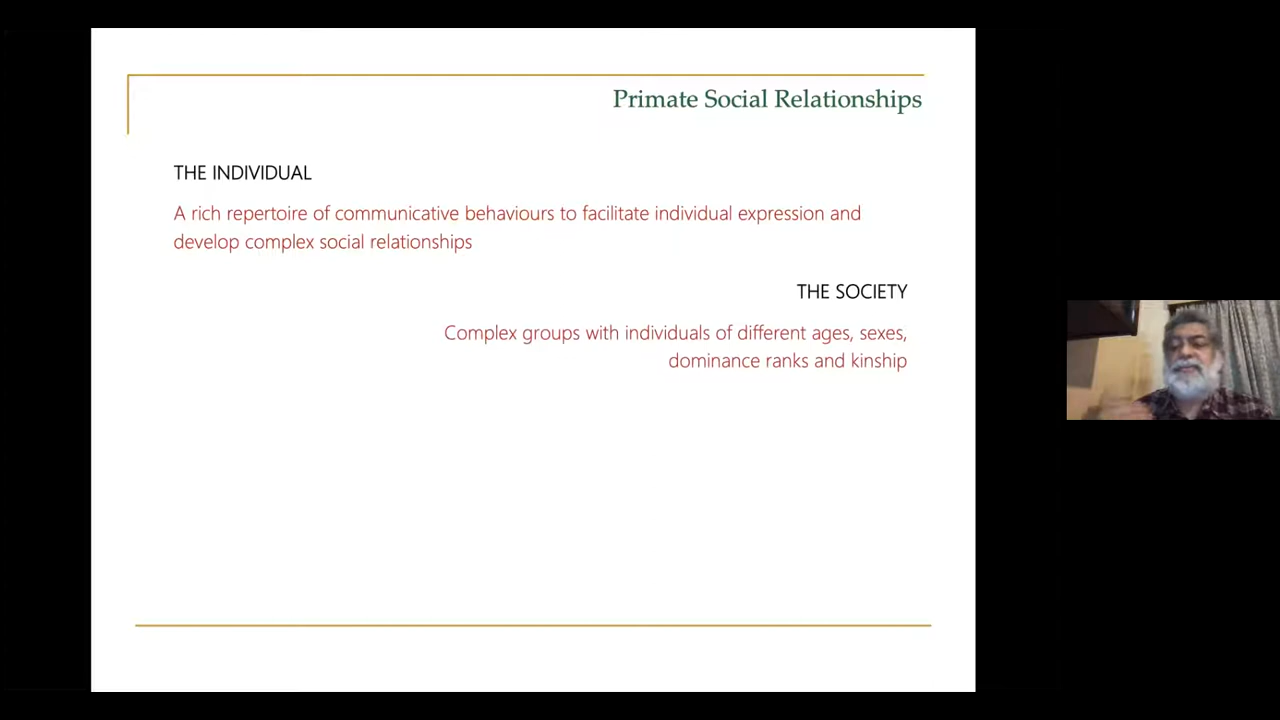 Primate Social Relationships
THE INDIVIDUAL
A rich repertoire of communicative behaviours to facilitate individual expression and
develop complex social relationships
THE SOCIETY
Complex groups with individuals of different ages, sexes,
dominance ranks and kinship